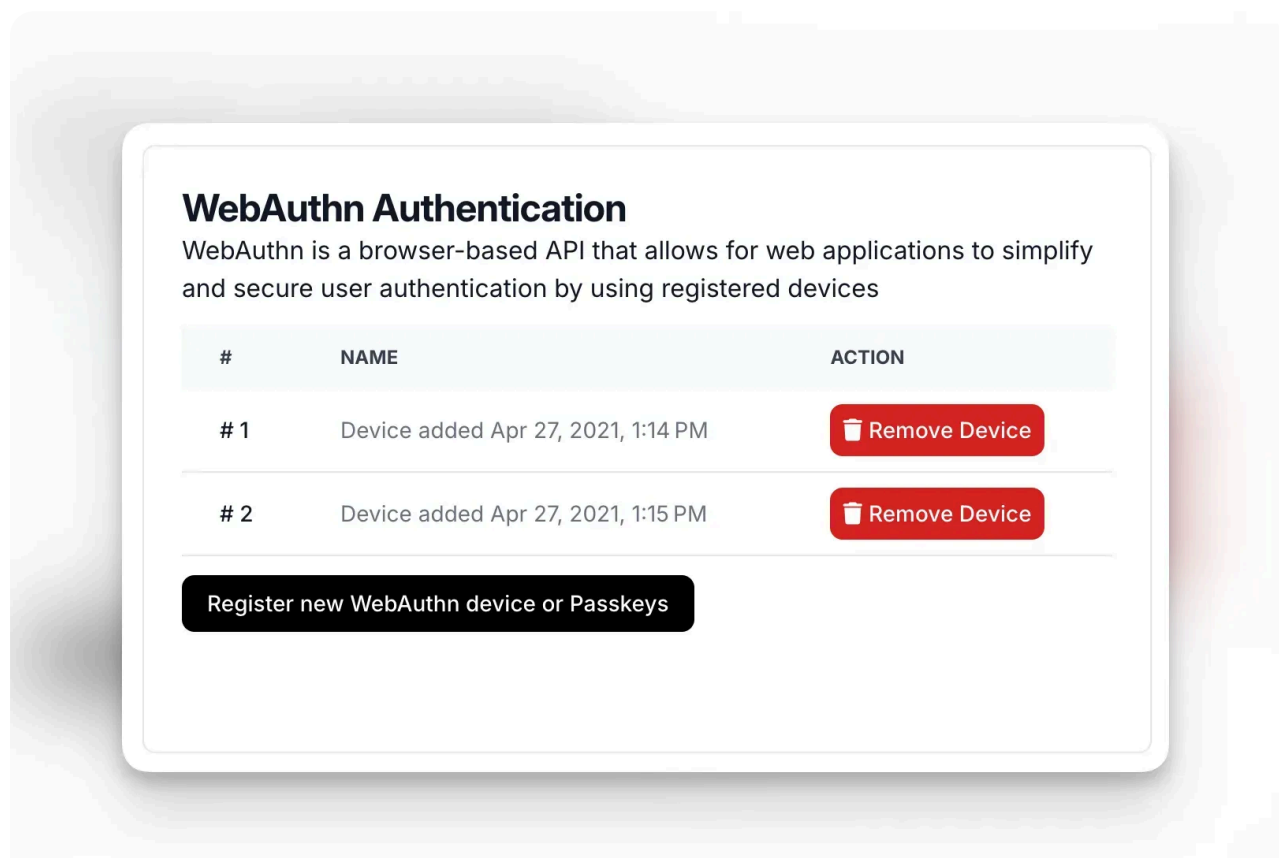 WebAuthn Authentication
WebAuthn is a browser-based API that allows for web applications to simplify
and secure user authentication by using registered devices
# NAME ACTION
# 1 Device added Apr 27, 2021, 1:14 PM Remove Device
# 2 Device added Apr 27, 2021, 1:15 PM Remove Device
Register new WebAuthn device or Passkeys